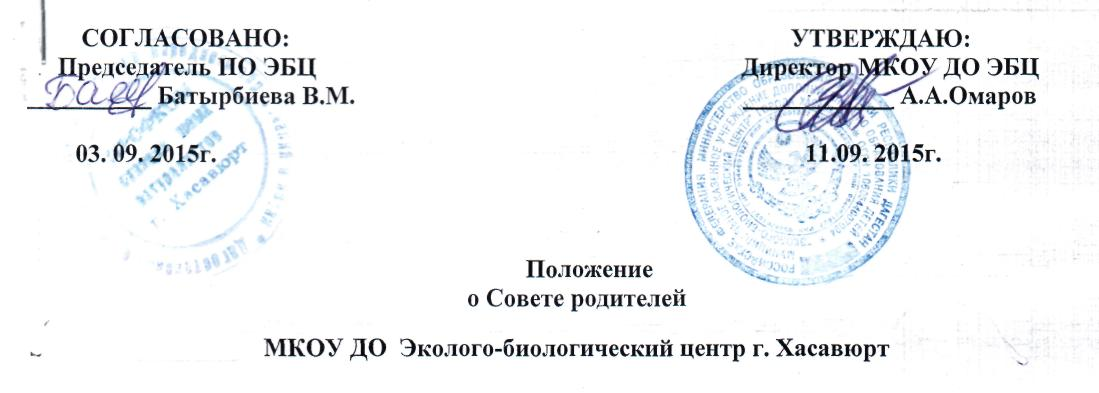 СОГЛАСОВАНО:
Председатель ПО ЭБЦ
Батырбиева В.М.
03. 09. 2015г.
УТВЕРЖДАЮ:
Директор МКОУ ДО ЭБЦ
А.А.Омаров
11.09. 2015г.
г. Хасавюрт
Положение
о Совете родителей
МКОУ ДО Эколого-биологический центр г. Хасавюрт